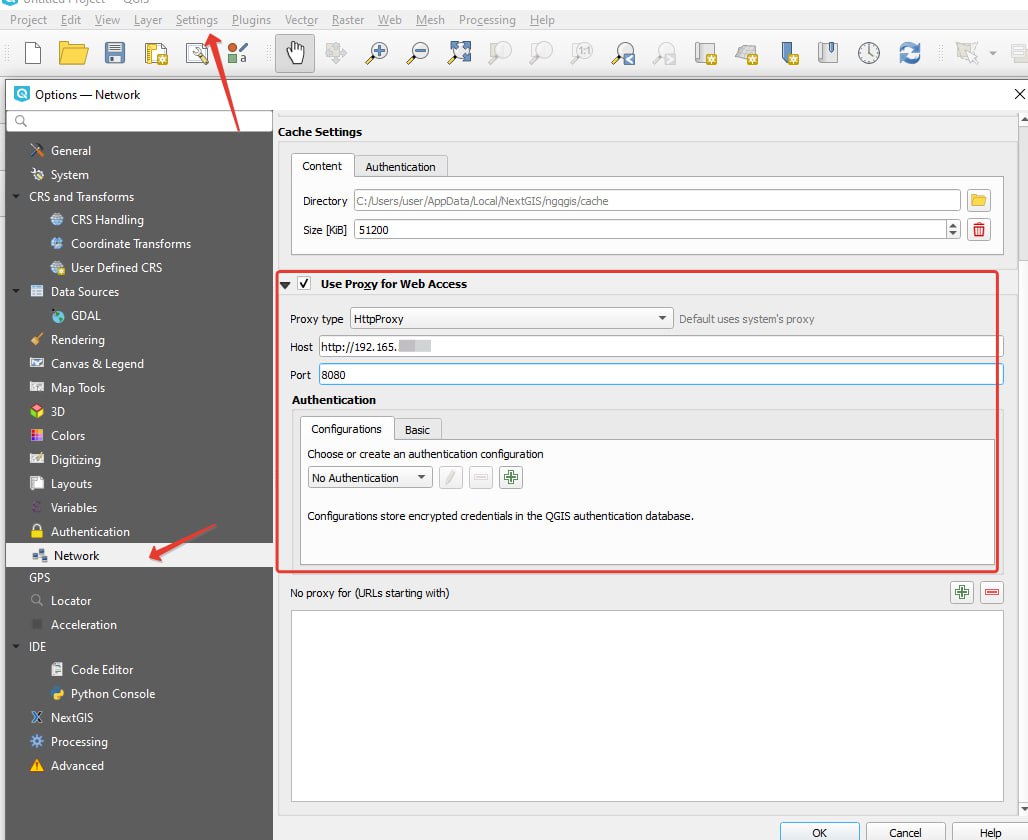 Untitled Project — QGIS
Project Edit View Layer Settings Plugins Vector Raster Web Mesh Processing Help
Options — Network
Cache Settings
General
Content Authentication
System
CRS and Transforms
Directory C:/Users/user/AppData/Local/NextGIS/ngqgis/cache
CRS Handling
Size [KiB] 51200
Coordinate Transforms
User Defined CRS
Use Proxy for Web Access
Data Sources
GDAL
Proxy type HttpProxy Default uses system's proxy
Rendering
Host http://192.165.
Canvas & Legend
Port 8080
Map Tools
Authentication
3D
Configurations Basic
Colors
Choose or create an authentication configuration
Digitizing
No Authentication
Layouts
Variables
Configurations store encrypted credentials in the QGIS authentication database.
Authentication
Network
GPS
No proxy for (URLs starting with)
Locator
Acceleration
IDE
Code Editor
Python Console
NextGIS
Processing
Advanced
OK Cancel Help